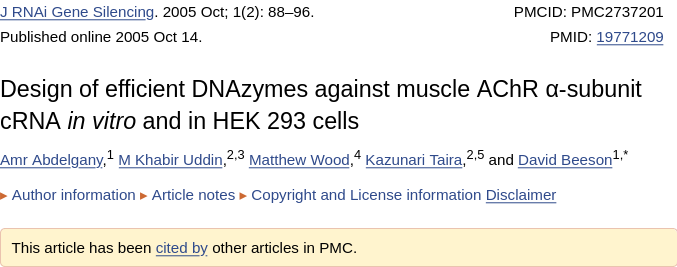 J RNAi Gene Silencing. 2005 Oct; 1(2): 88–96. PMCID: PMC2737201
Published online 2005 Oct 14. PMID: 19771209
Design of efficient DNAzymes against muscle AChR α-subunit
cRNA in vitro and in HEK 293 cells
Amr Abdelgany,1 M Khabir Uddin,2,3 Matthew Wood,4 Kazunari Taira,2,5 and David Beeson1,*
▸ Author information ▸ Article notes ▸ Copyright and License information Disclaimer
This article has been cited by other articles in PMC.